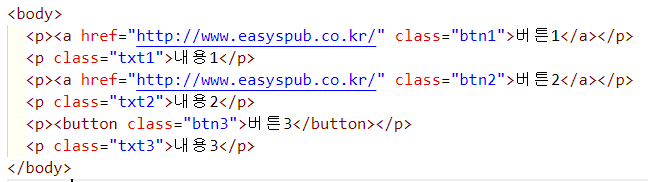 <body>
<p><a href="http://www.easyspub.co.kr/" class="btn1">버튼1</a></p>
<p class="txt1">내용1</p>
<p><a href="http://www.easyspub.co.kr/" class="btn2">버튼2</a></p>
<p class="txt2">내용2</p>
<p><button class="btn3">버튼3</button></p>
<p class="txt3">내용3</p>
</body>